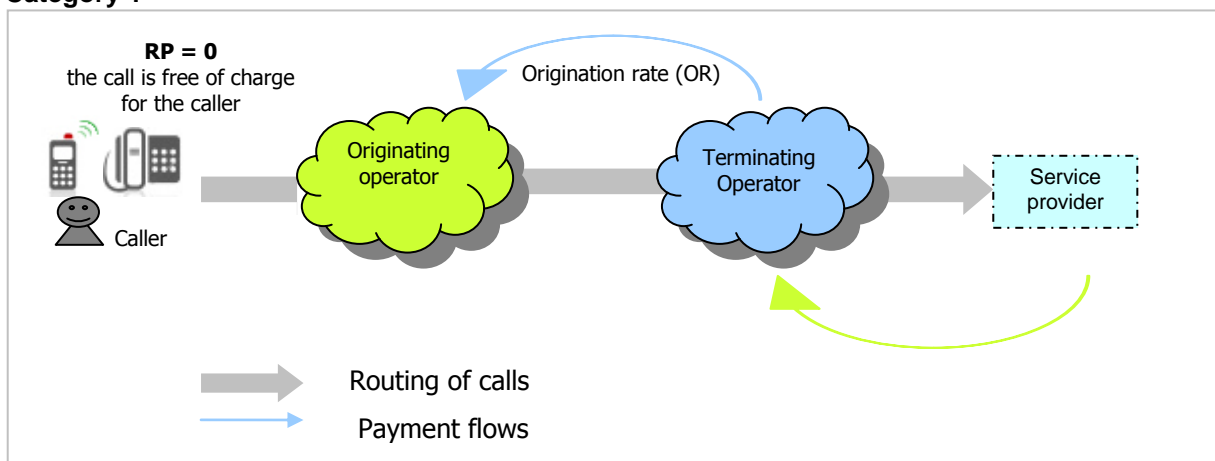 RP = 0
the call is free of charge
for the caller
Origination rate (OR)
Originating
operator
Terminating
Operator
Service
provider
Caller
Routing of calls
Payment flows